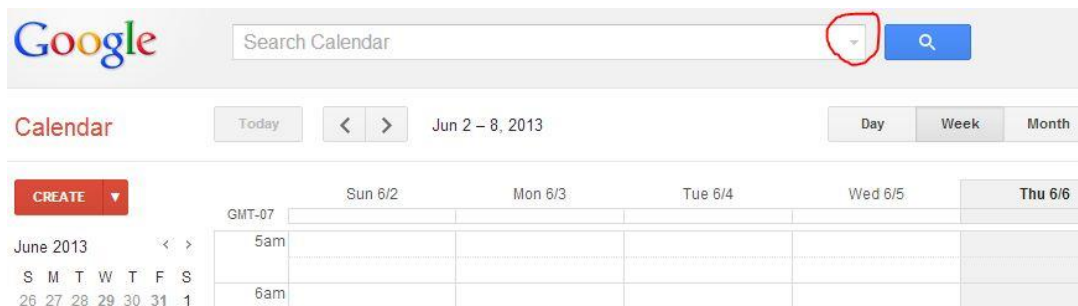 Google
Search Calendar
Calendar
Today
Jun 2 – 8, 2013
Day Week Month
CREATE
Sun 6/2 Mon 6/3 Tue 6/4 Wed 6/5 Thu 6/6
GMT-07
June 2013
5am
S M T W T F S
6am
26 27 28 29 30 31 1